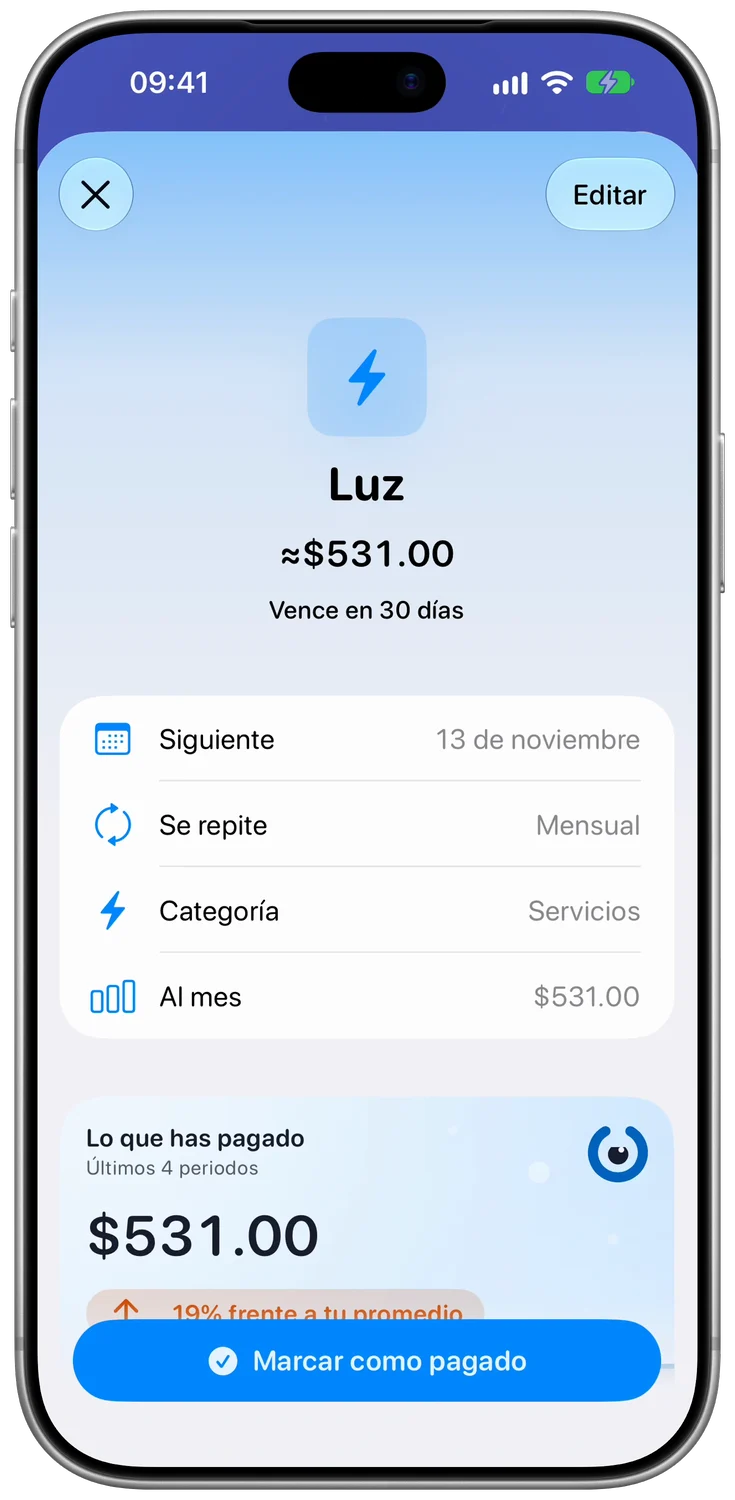 09:41
Editar
Luz
≈$531.00
Vence en 30 días
Siguiente
13 de noviembre
Se repite
Mensual
Categoría
Servicios
Al mes
$531.00
Lo que has pagado
Últimos 4 periodos
$531.00
19% frente a tu promedio
Marcar como pagado